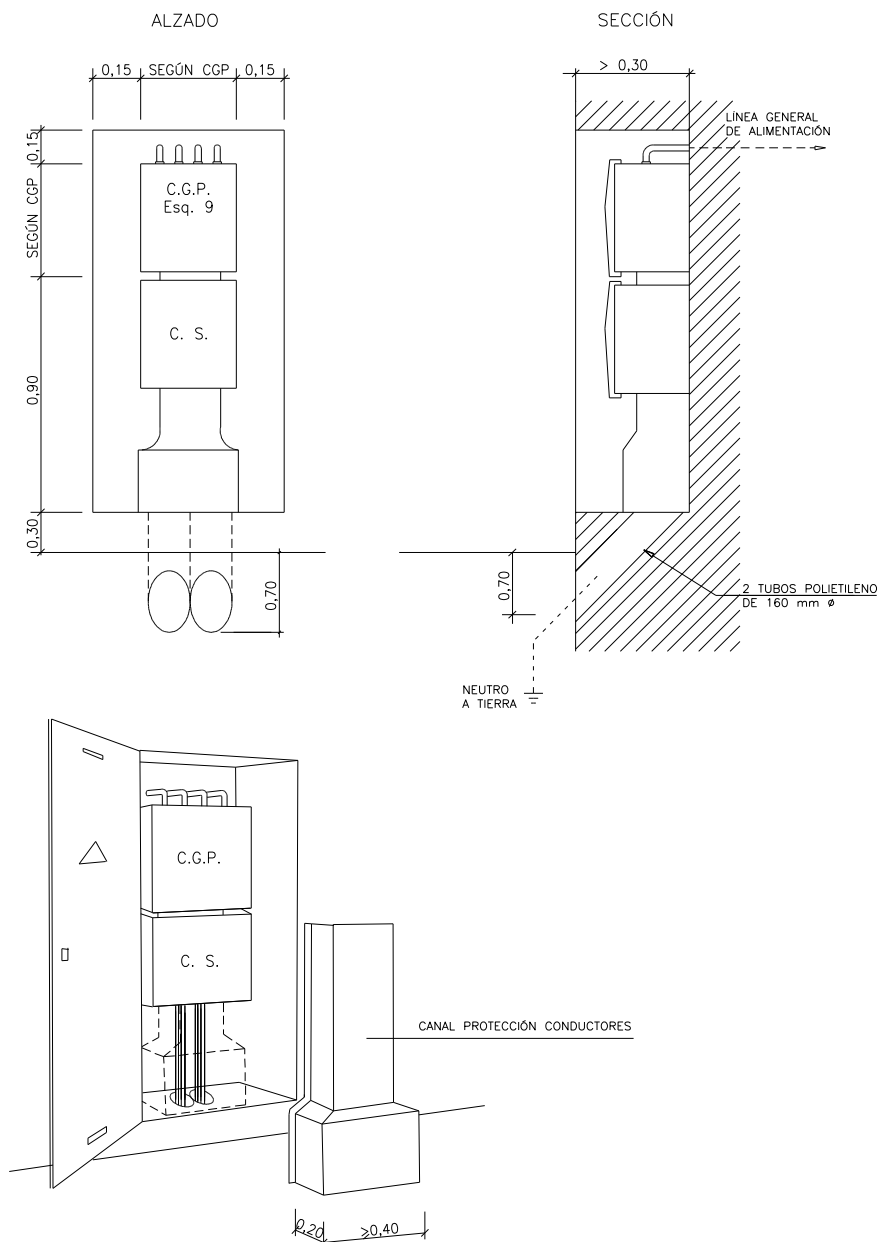 ALZADO
SECCIÓN
0,15 SEGÚN CGP 0,15
> 0,30
0,15
SEGÚN CGP
0,90
0,30
C.G.P.
Esq. 9
C. S.
0,70
LÍNEA GENERAL
DE ALIMENTACIÓN
0,70
2 TUBOS POLIETILENO
DE 160 mm ø
NEUTRO
A TIERRA
C.G.P.
C. S.
CANAL PROTECCIÓN CONDUCTORES
0,20
≥0,40